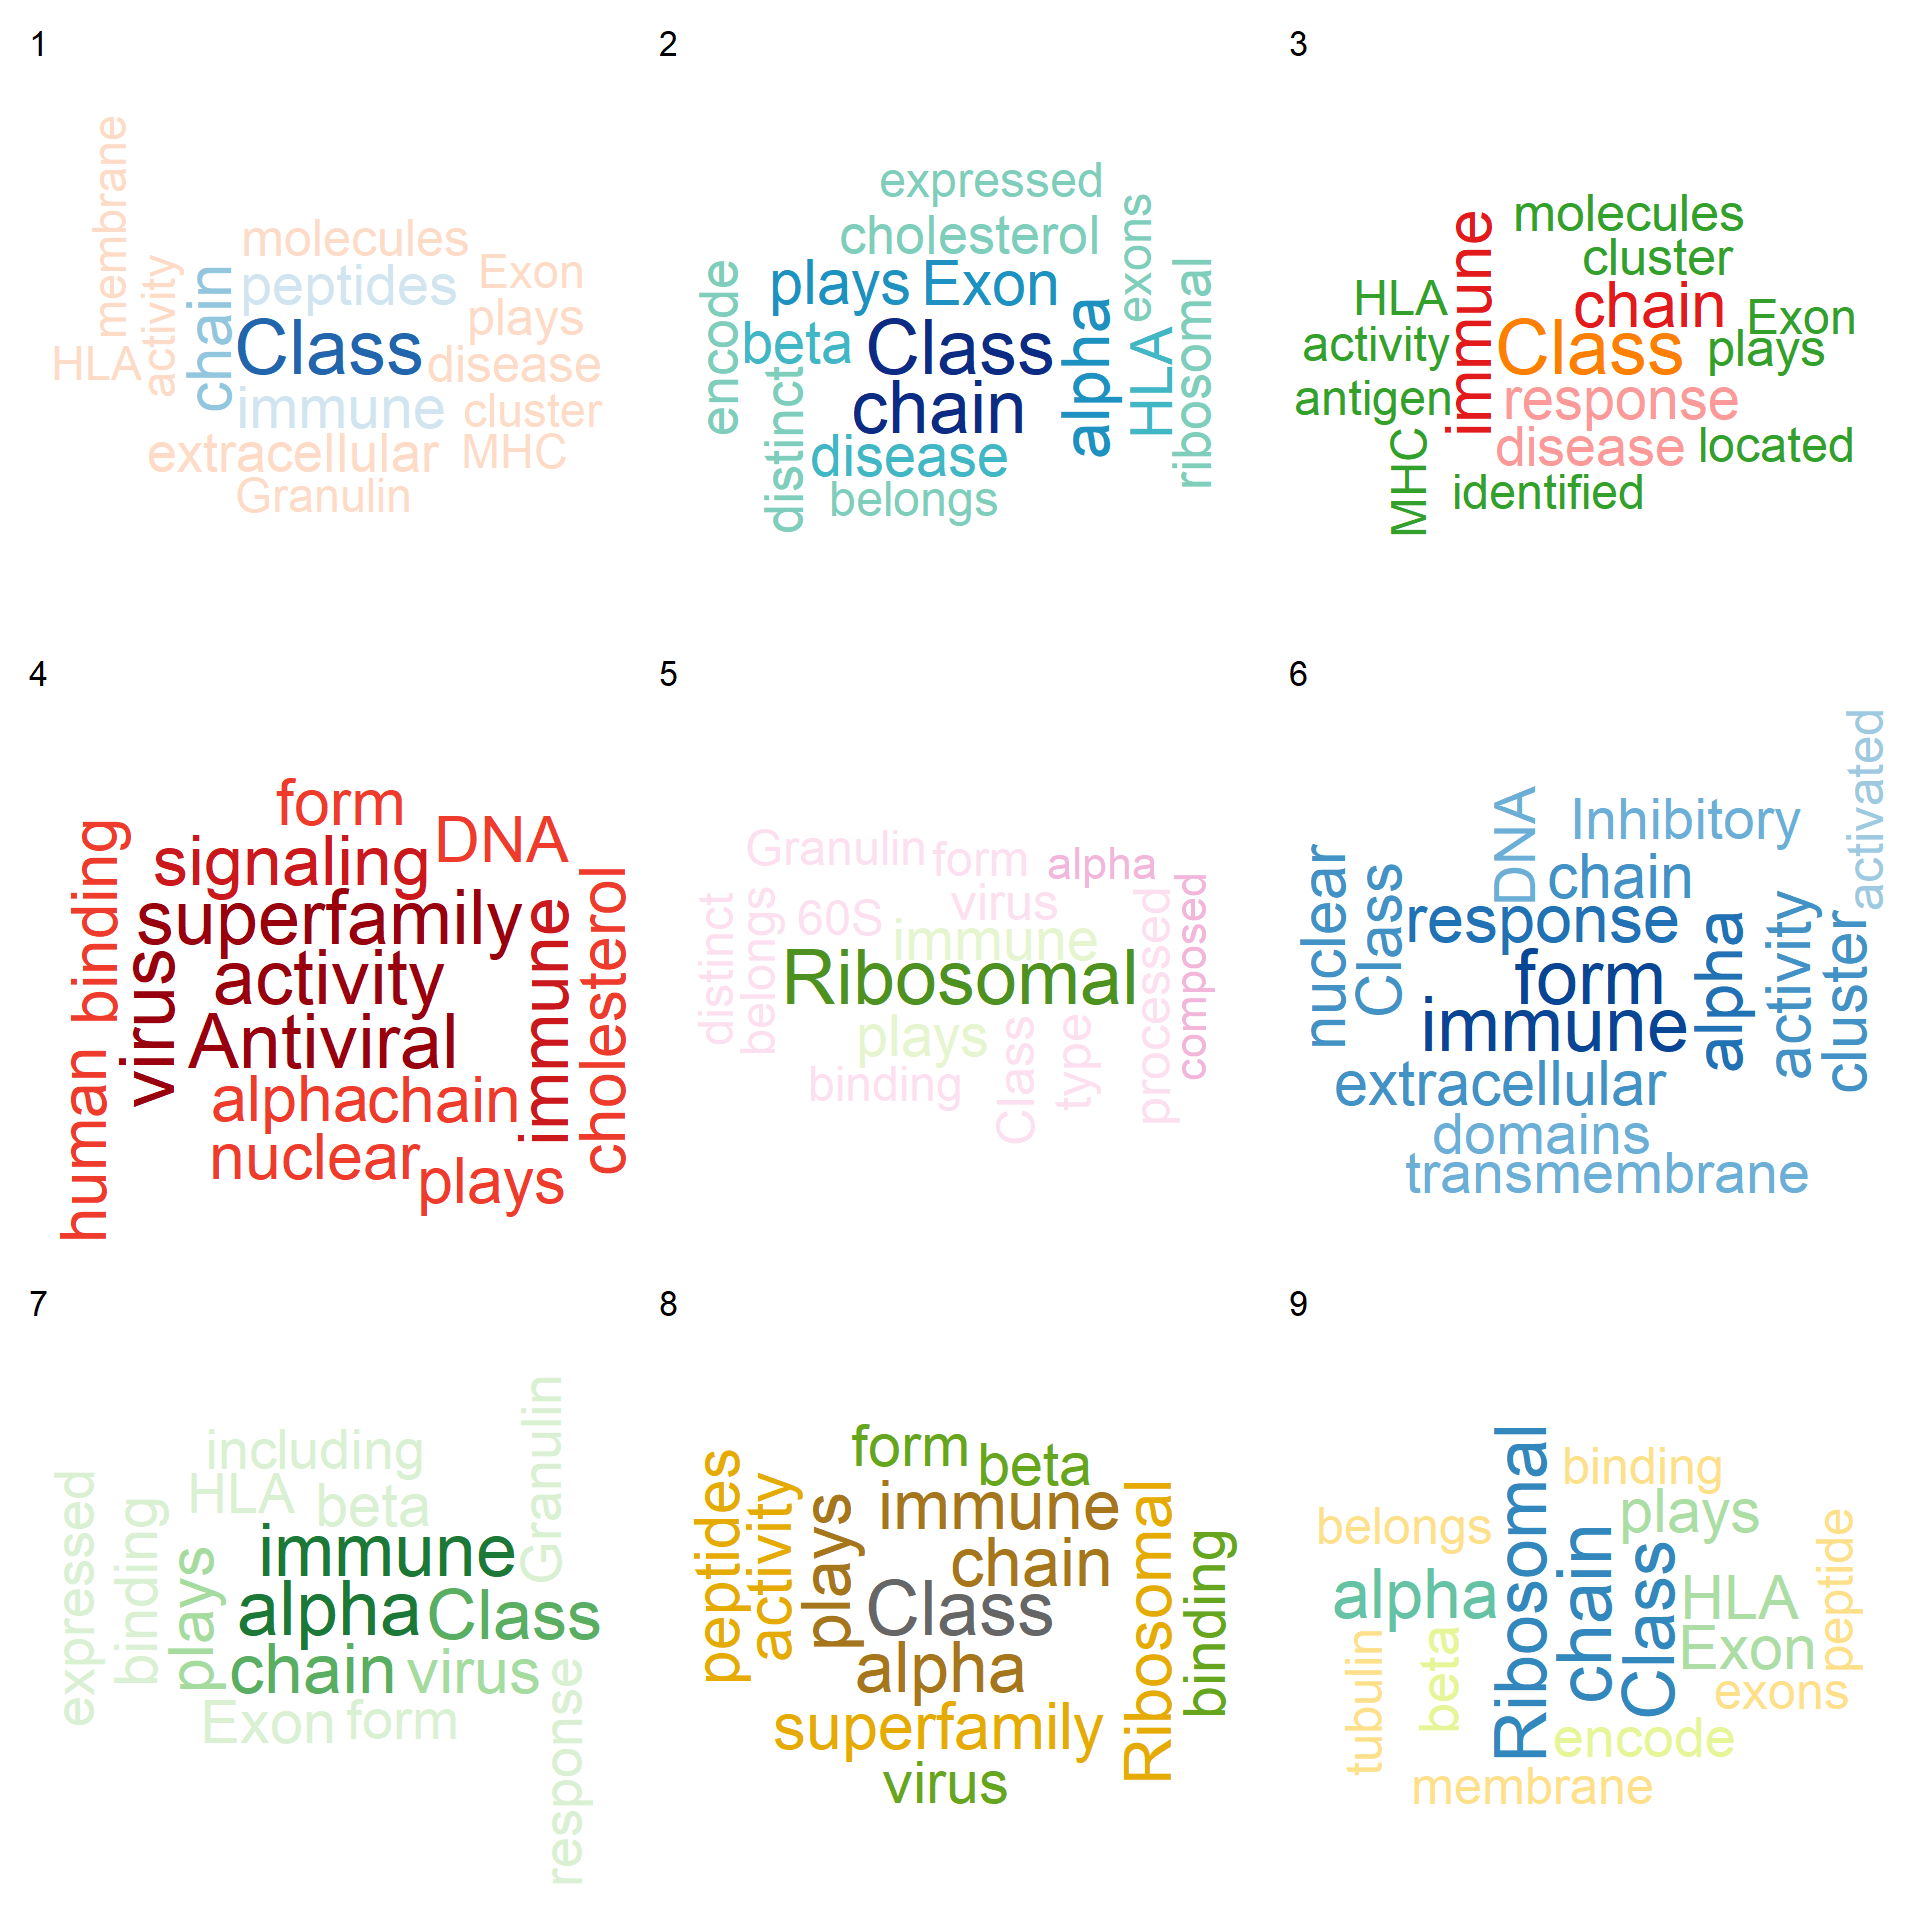 1
membrane
molecules
activity
chain
peptides
Exon
plays
Class
HLA
disease
immune
cluster
extracellular
MHC
Granulin
2
expressed
cholesterol
exons
encode
plays
Exon
ribosomal
alpha
beta
Class
HLA
distinct
chain
disease
belongs
3
molecules
immune
cluster
HLA
chain
Exon
activity
Class
plays
antigen
response
MHC
disease
located
identified
4
form
DNA
human binding
signaling
superfamily
virus
activity
immune
cholesterol
Antiviral
alpha
chain
nuclear
plays
5
Granulin
form
alpha
virus
composed
distinct
belongs
60S
immune
processed
Ribosomal
plays
Class
type
binding
6
activated
DNA
Inhibitory
nuclear
Class
chain
response
alpha
activity
cluster
form
immune
extracellular
domains
transmembrane
7
Granulin
including
expressed
binding
HLA
beta
plays
immune
alpha
Class
chain
virus
Exon
form
response
8
form
beta
peptides
activity
plays
immune
Ribosomal
binding
chain
Class
alpha
superfamily
virus
9
Ribosomal
binding
belongs
plays
chain
Class
peptide
alpha
HLA
tubulin
beta
Exon
exons
encode
membrane